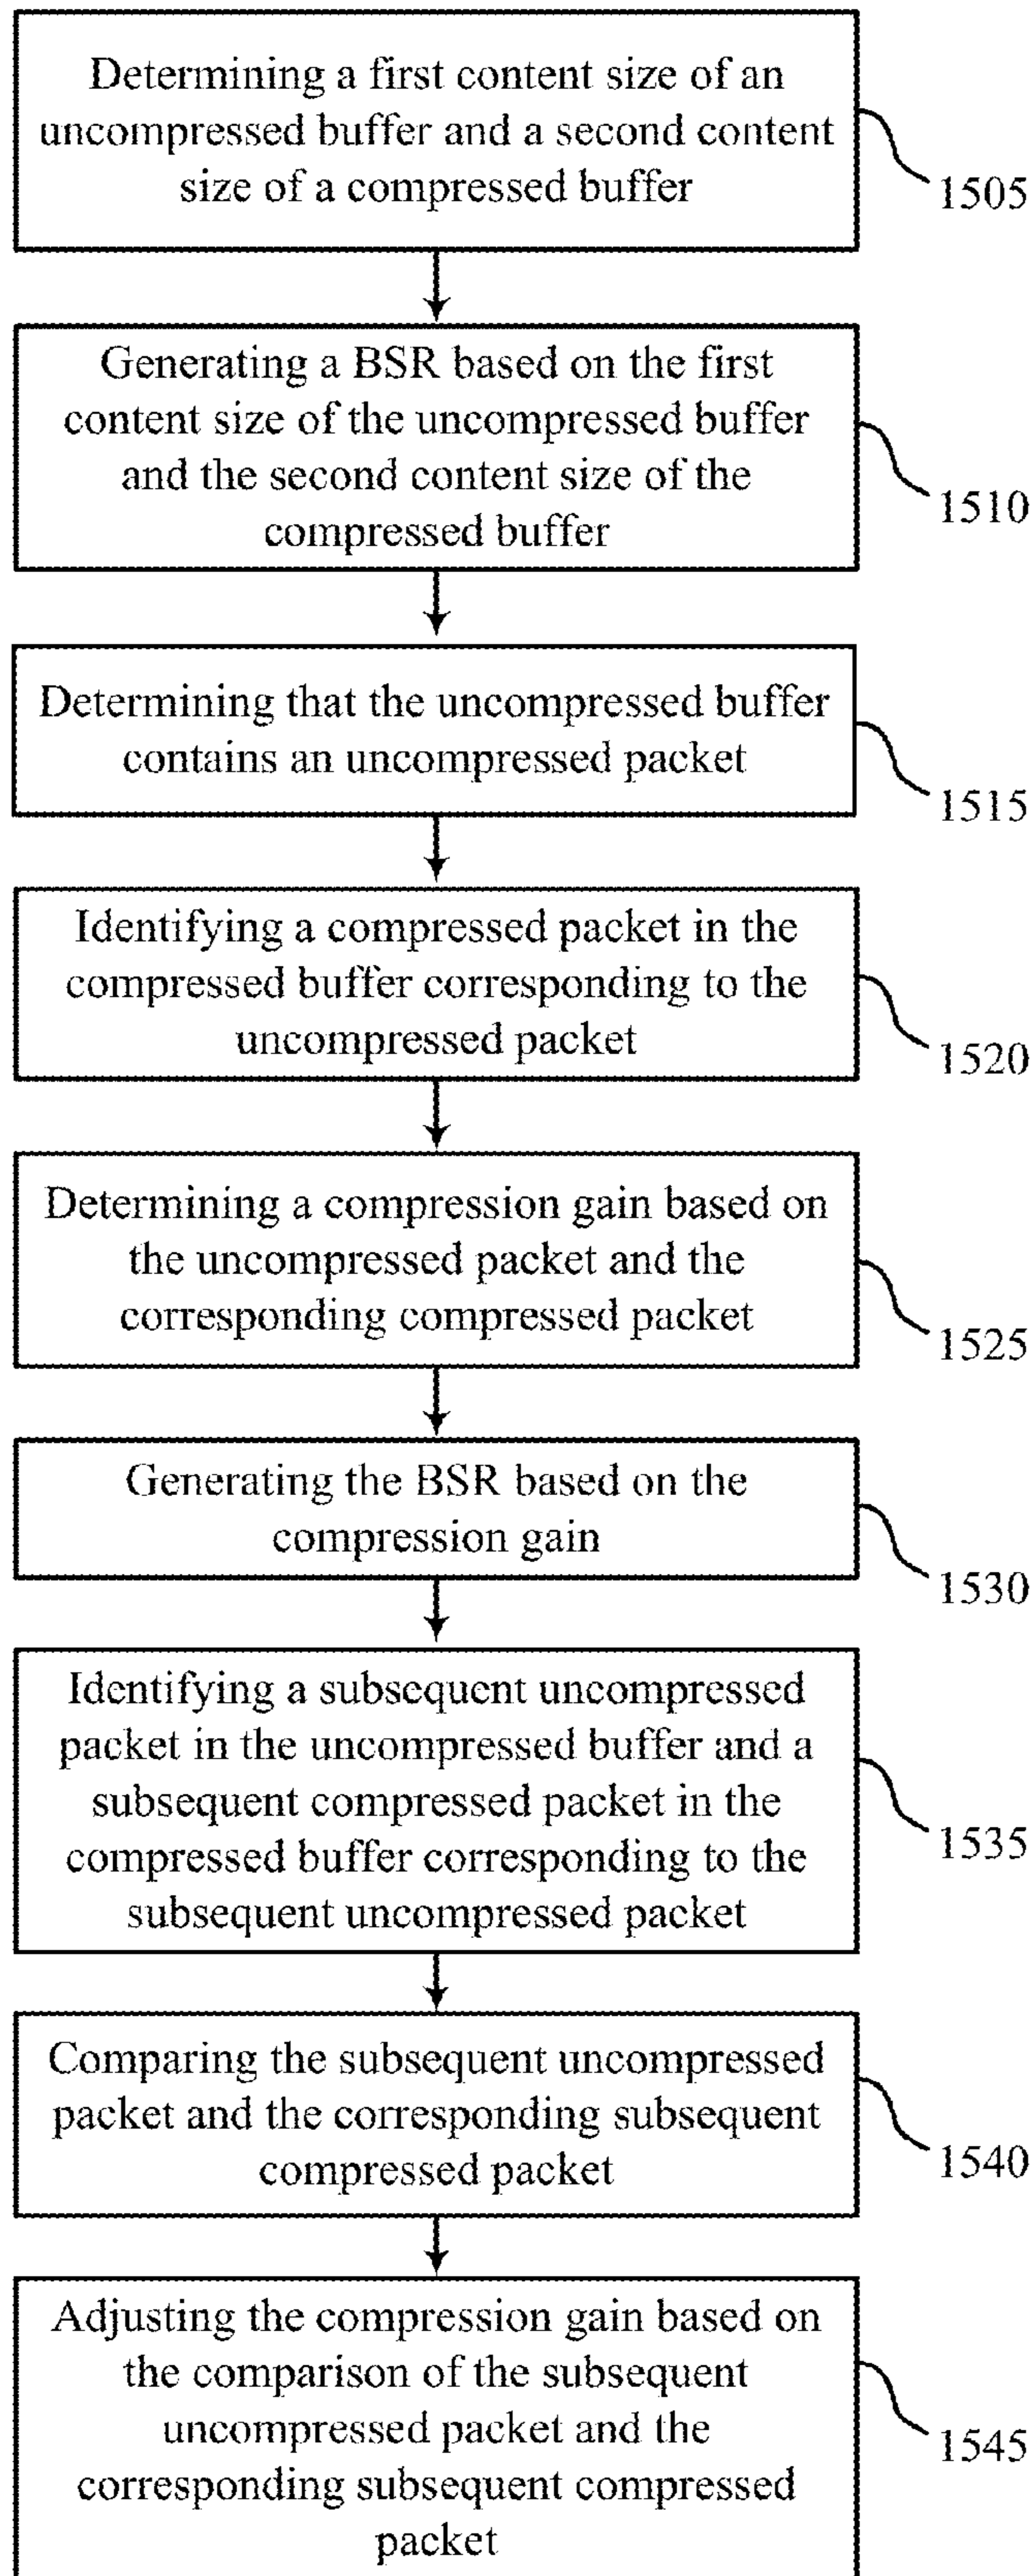 Determining a first content size of an
uncompressed buffer and a second content
size of a compressed buffer
1505
Generating a BSR based on the first
content size of the uncompressed buffer
and the second content size of the
compressed buffer
1510
Determining that the uncompressed buffer
contains an uncompressed packet
1515
Identifying a compressed packet in the
compressed buffer corresponding to the
uncompressed packet
1520
Determining a compression gain based on
the uncompressed packet and the
corresponding compressed packet
1525
Generating the BSR based on the
compression gain
1530
Identifying a subsequent uncompressed
packet in the uncompressed buffer and a
subsequent compressed packet in the
compressed buffer corresponding to the
subsequent uncompressed packet
1535
Comparing the subsequent uncompressed
packet and the corresponding subsequent
compressed packet
1540
Adjusting the compression gain based on
the comparison of the subsequent
uncompressed packet and the
corresponding subsequent compressed
packet
1545